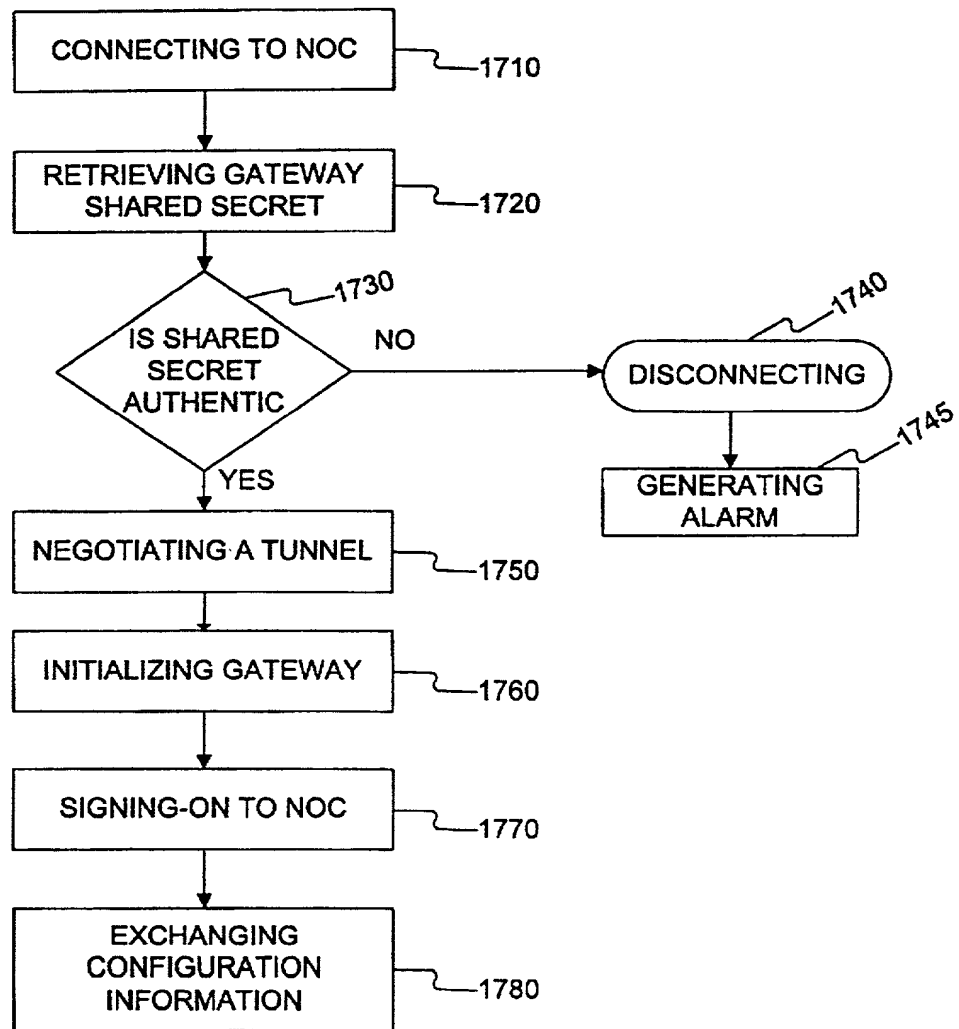 CONNECTING TO NOC
1710
RETRIEVING GATEWAY
SHARED SECRET
1720
1730
IS SHARED
SECRET
AUTHENTIC
NO
YES
1740
DISCONNECTING
1745
GENERATING
ALARM
NEGOTIATING A TUNNEL
1750
INITIALIZING GATEWAY
1760
SIGNING-ON TO NOC
1770
EXCHANGING
CONFIGURATION
INFORMATION
1780